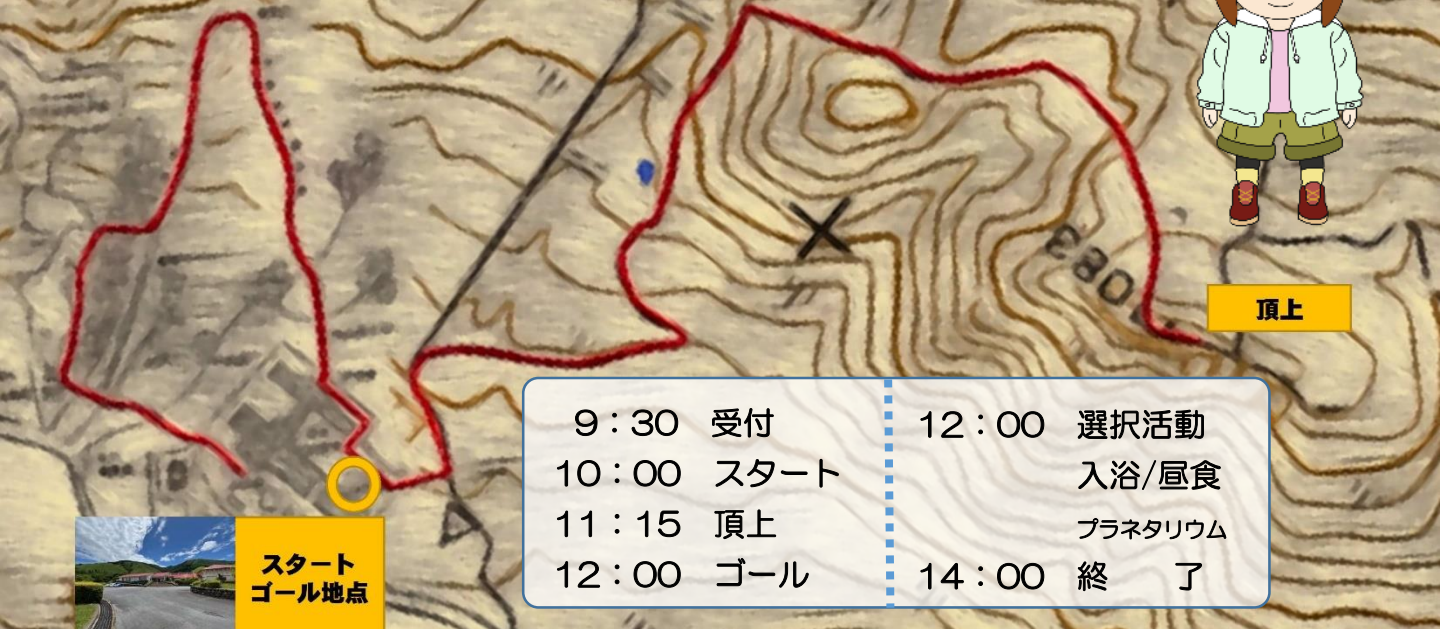 頂上
9：30 受付
10：00 スタート
11：15 頂上
12：00 ゴール
12：00 選択活動
入浴/昼食
プラネタリウム
14：00 終 了
スタート
ゴール地点